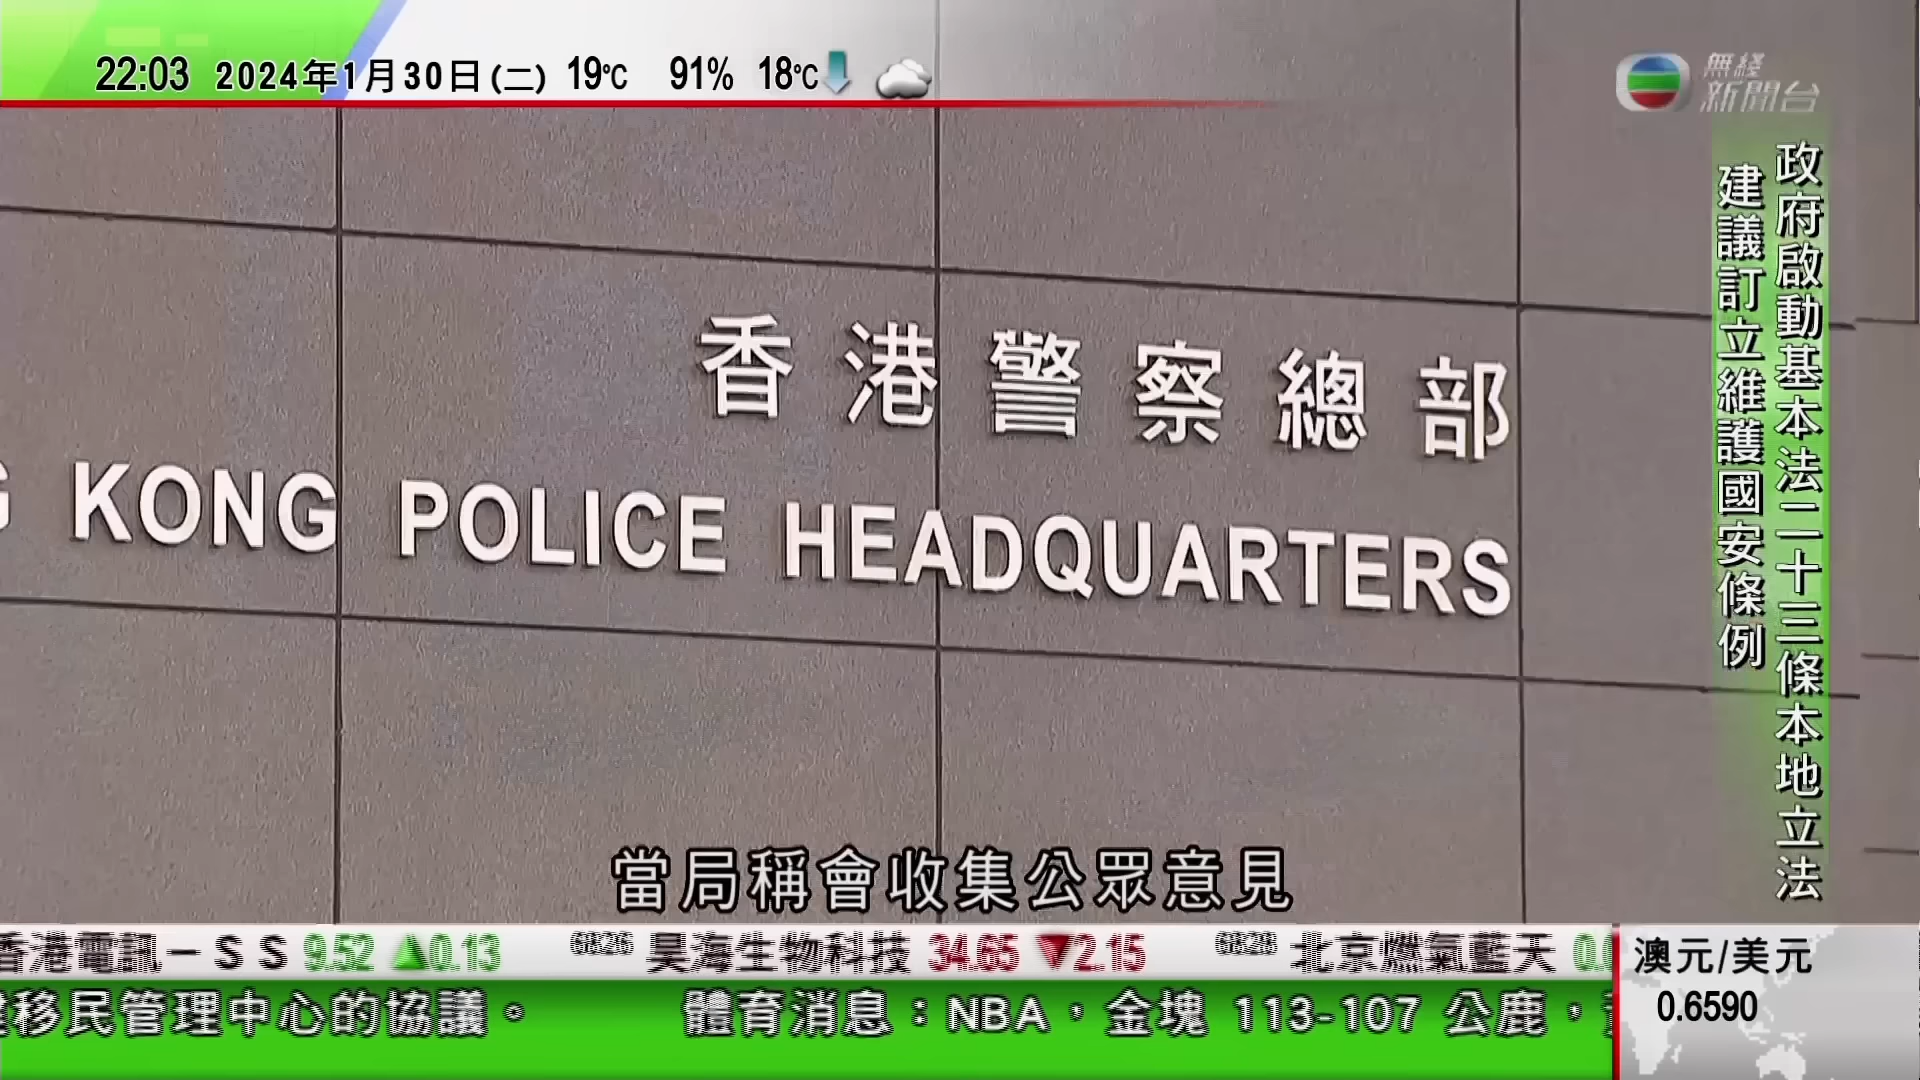 22:03 2024年1月30日(二) 19℃ 91% 18℃
無綫
新聞台
政府啟動基本法二十三條本地立法
建議訂立維護國安條例
香港警察總部
KONG POLICE HEADQUARTERS
當局稱會收集公眾意見
香港電訊－ＳＳ 9.52 ▲0.13 6826 昊海生物科技 34.65 ▼2.15 6828 北京燃氣藍天
移民管理中心的協議。 體育消息：NBA，金塊 113-107 公鹿，
澳元/美元
0.6590